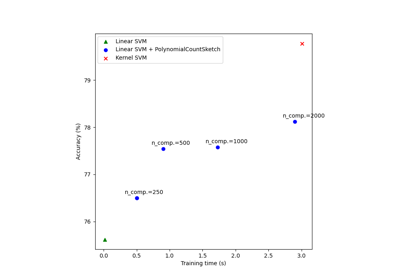 Linear SVM
Linear SVM + PolynomialCountSketch
Kernel SVM
79
78
77
76
n_comp.=2000
n_comp.=500
n_comp.=1000
n_comp.=250
Accuracy (%)
0.0 0.5 1.0 1.5 2.0 2.5 3.0
Training time (s)